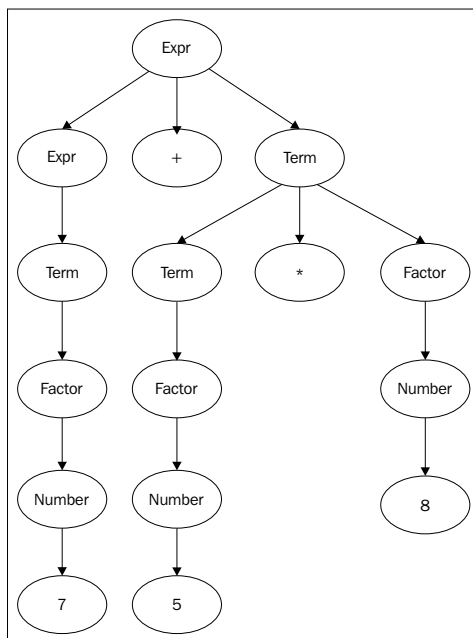 Expr
Expr + Term
Term Term * Factor
Factor Factor Number
Number Number 8
7 5